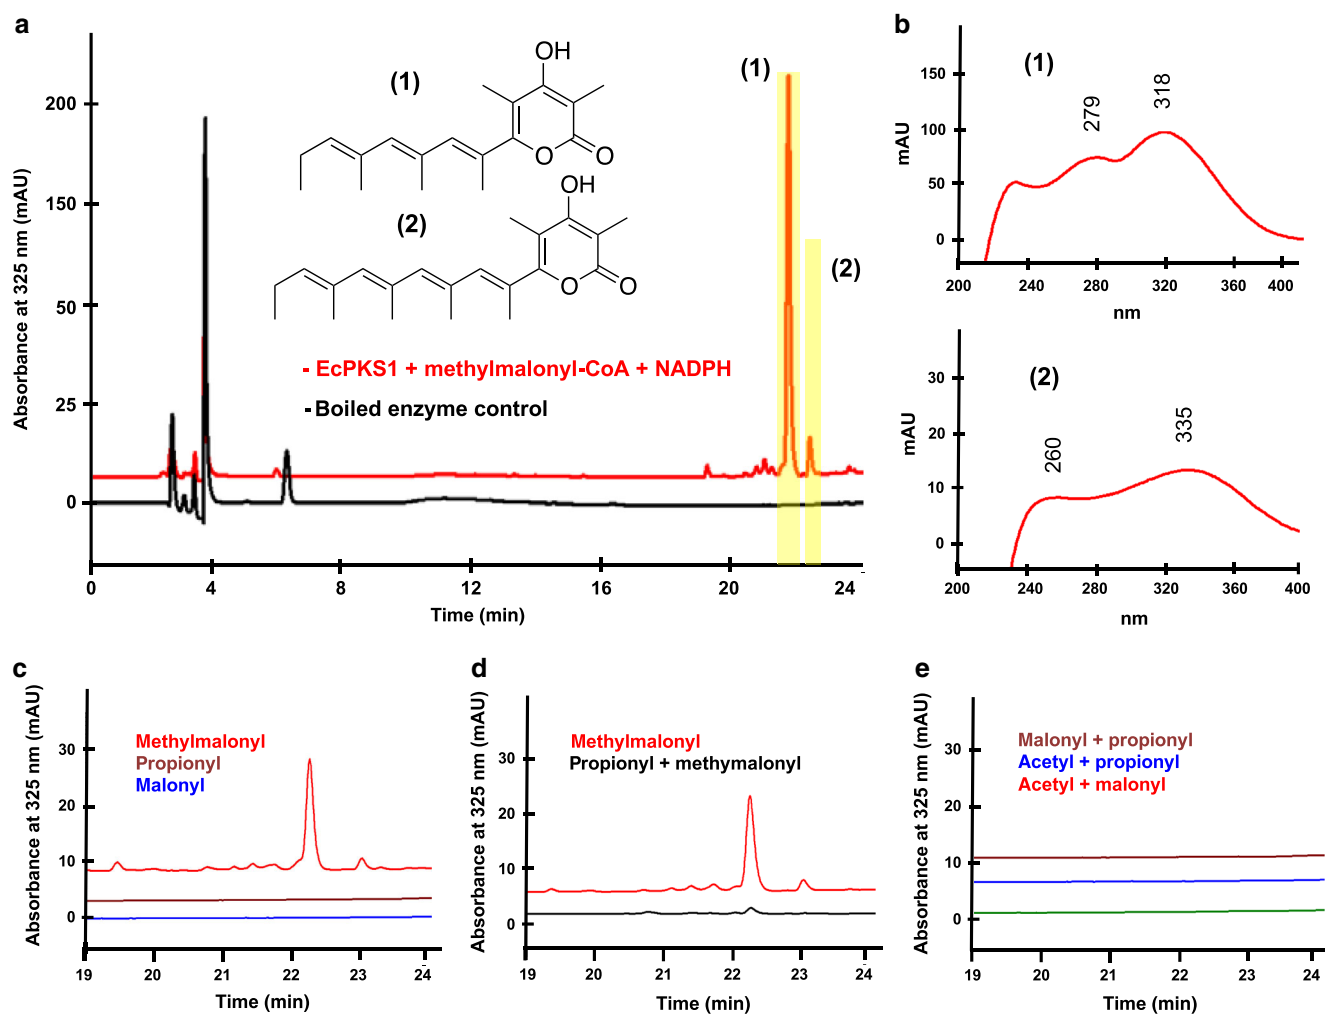 a
Absorbance at 325 nm (mAU)
200
150
50
25
0
0 4 8 12 16 20 24
Time (min)
(1)
OH
O O
(2)
OH
O O
- EcPKS1 + methylmalonyl-CoA + NADPH
- Boiled enzyme control
(1)
(2)
b
mAU
150
100
50
0
(1)
279
318
200 240 280 320 360 400
nm
mAU
30
20
10
0
(2)
260
335
200 240 280 320 360 400
nm
c
Absorbance at 325 nm (mAU)
30
20
10
0
Methylmalonyl
Propionyl
Malonyl
19 20 21 22 23 24
Time (min)
d
Absorbance at 325 nm (mAU)
30
20
10
0
Methylmalonyl
Propionyl + methymalonyl
19 20 21 22 23 24
Time (min)
e
Absorbance at 325 nm (mAU)
30
20
10
0
Malonyl + propionyl
Acetyl + propionyl
Acetyl + malonyl
19 20 21 22 23 24
Time (min)